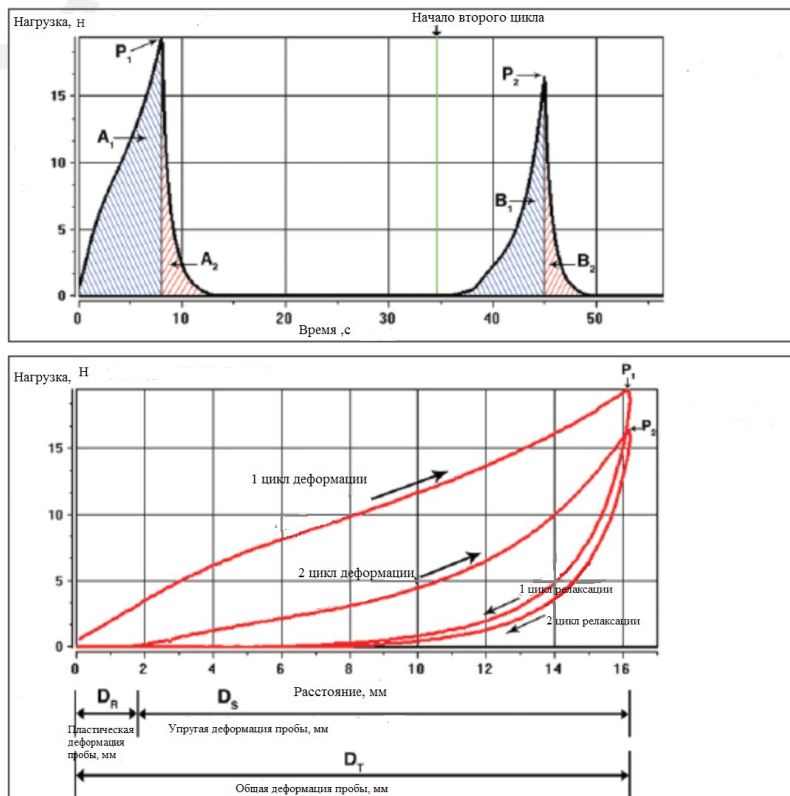 Начало второго цикла
Нагрузка, н
P₁
P₂
15
A₁
10
B₁
5
A₂
B₂
0
0 10 20 30 40 50
Время ,с
Нагрузка, Н
P₁
P₂
15
1 цикл деформации
10
2 цикл деформации
5
1 цикл релаксации
2 цикл релаксации
0
0 2 4 6 8 10 12 14 16
Расстояние, мм
D_R
D_S
Пластическая
деформация
пробы, мм
Упругая деформация пробы, мм
D_T
Общая деформация пробы, мм